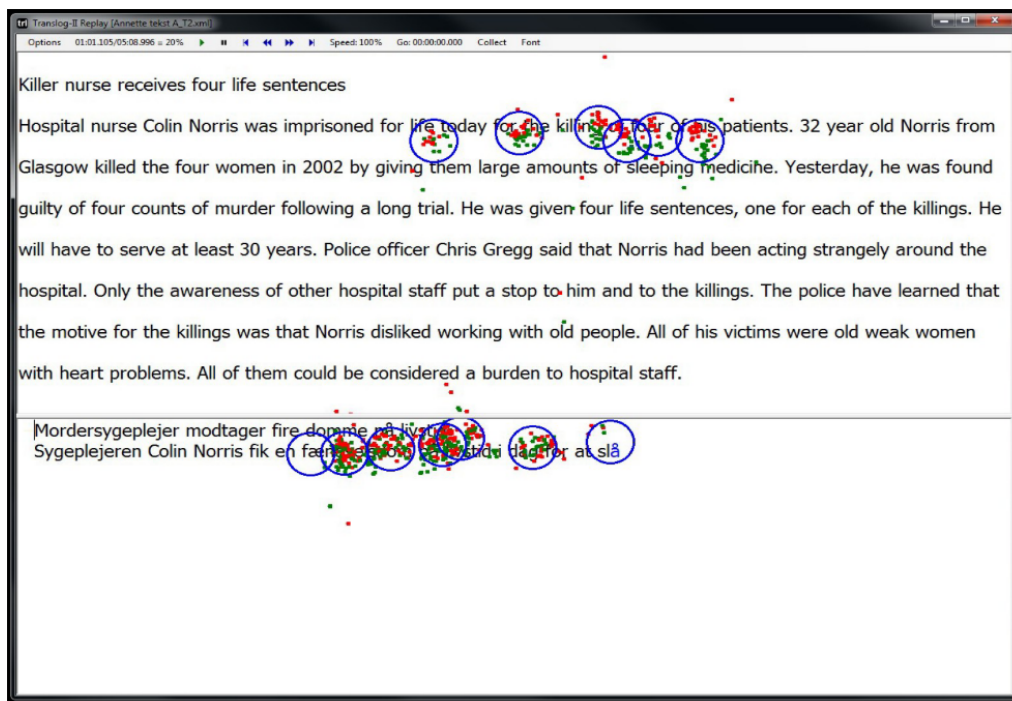 trl Translog-II Replay [Annette tekst A_T2.xml]
Options 01:01.105/05:08.996 = 20% Speed: 100% Go: 00:00:00.000 Collect Font
Killer nurse receives four life sentences
Hospital nurse Colin Norris was imprisoned for life today for the killing of four of his patients. 32 year old Norris from
Glasgow killed the four women in 2002 by giving them large amounts of sleeping medicine. Yesterday, he was found
guilty of four counts of murder following a long trial. He was given four life sentences, one for each of the killings. He
will have to serve at least 30 years. Police officer Chris Gregg said that Norris had been acting strangely around the
hospital. Only the awareness of other hospital staff put a stop to him and to the killings. The police have learned that
the motive for the killings was that Norris disliked working with old people. All of his victims were old weak women
with heart problems. All of them could be considered a burden to hospital staff.
Mordersygeplejer modtager fire domme på livstid
Sygeplejeren Colin Norris fik en i dag for at slå